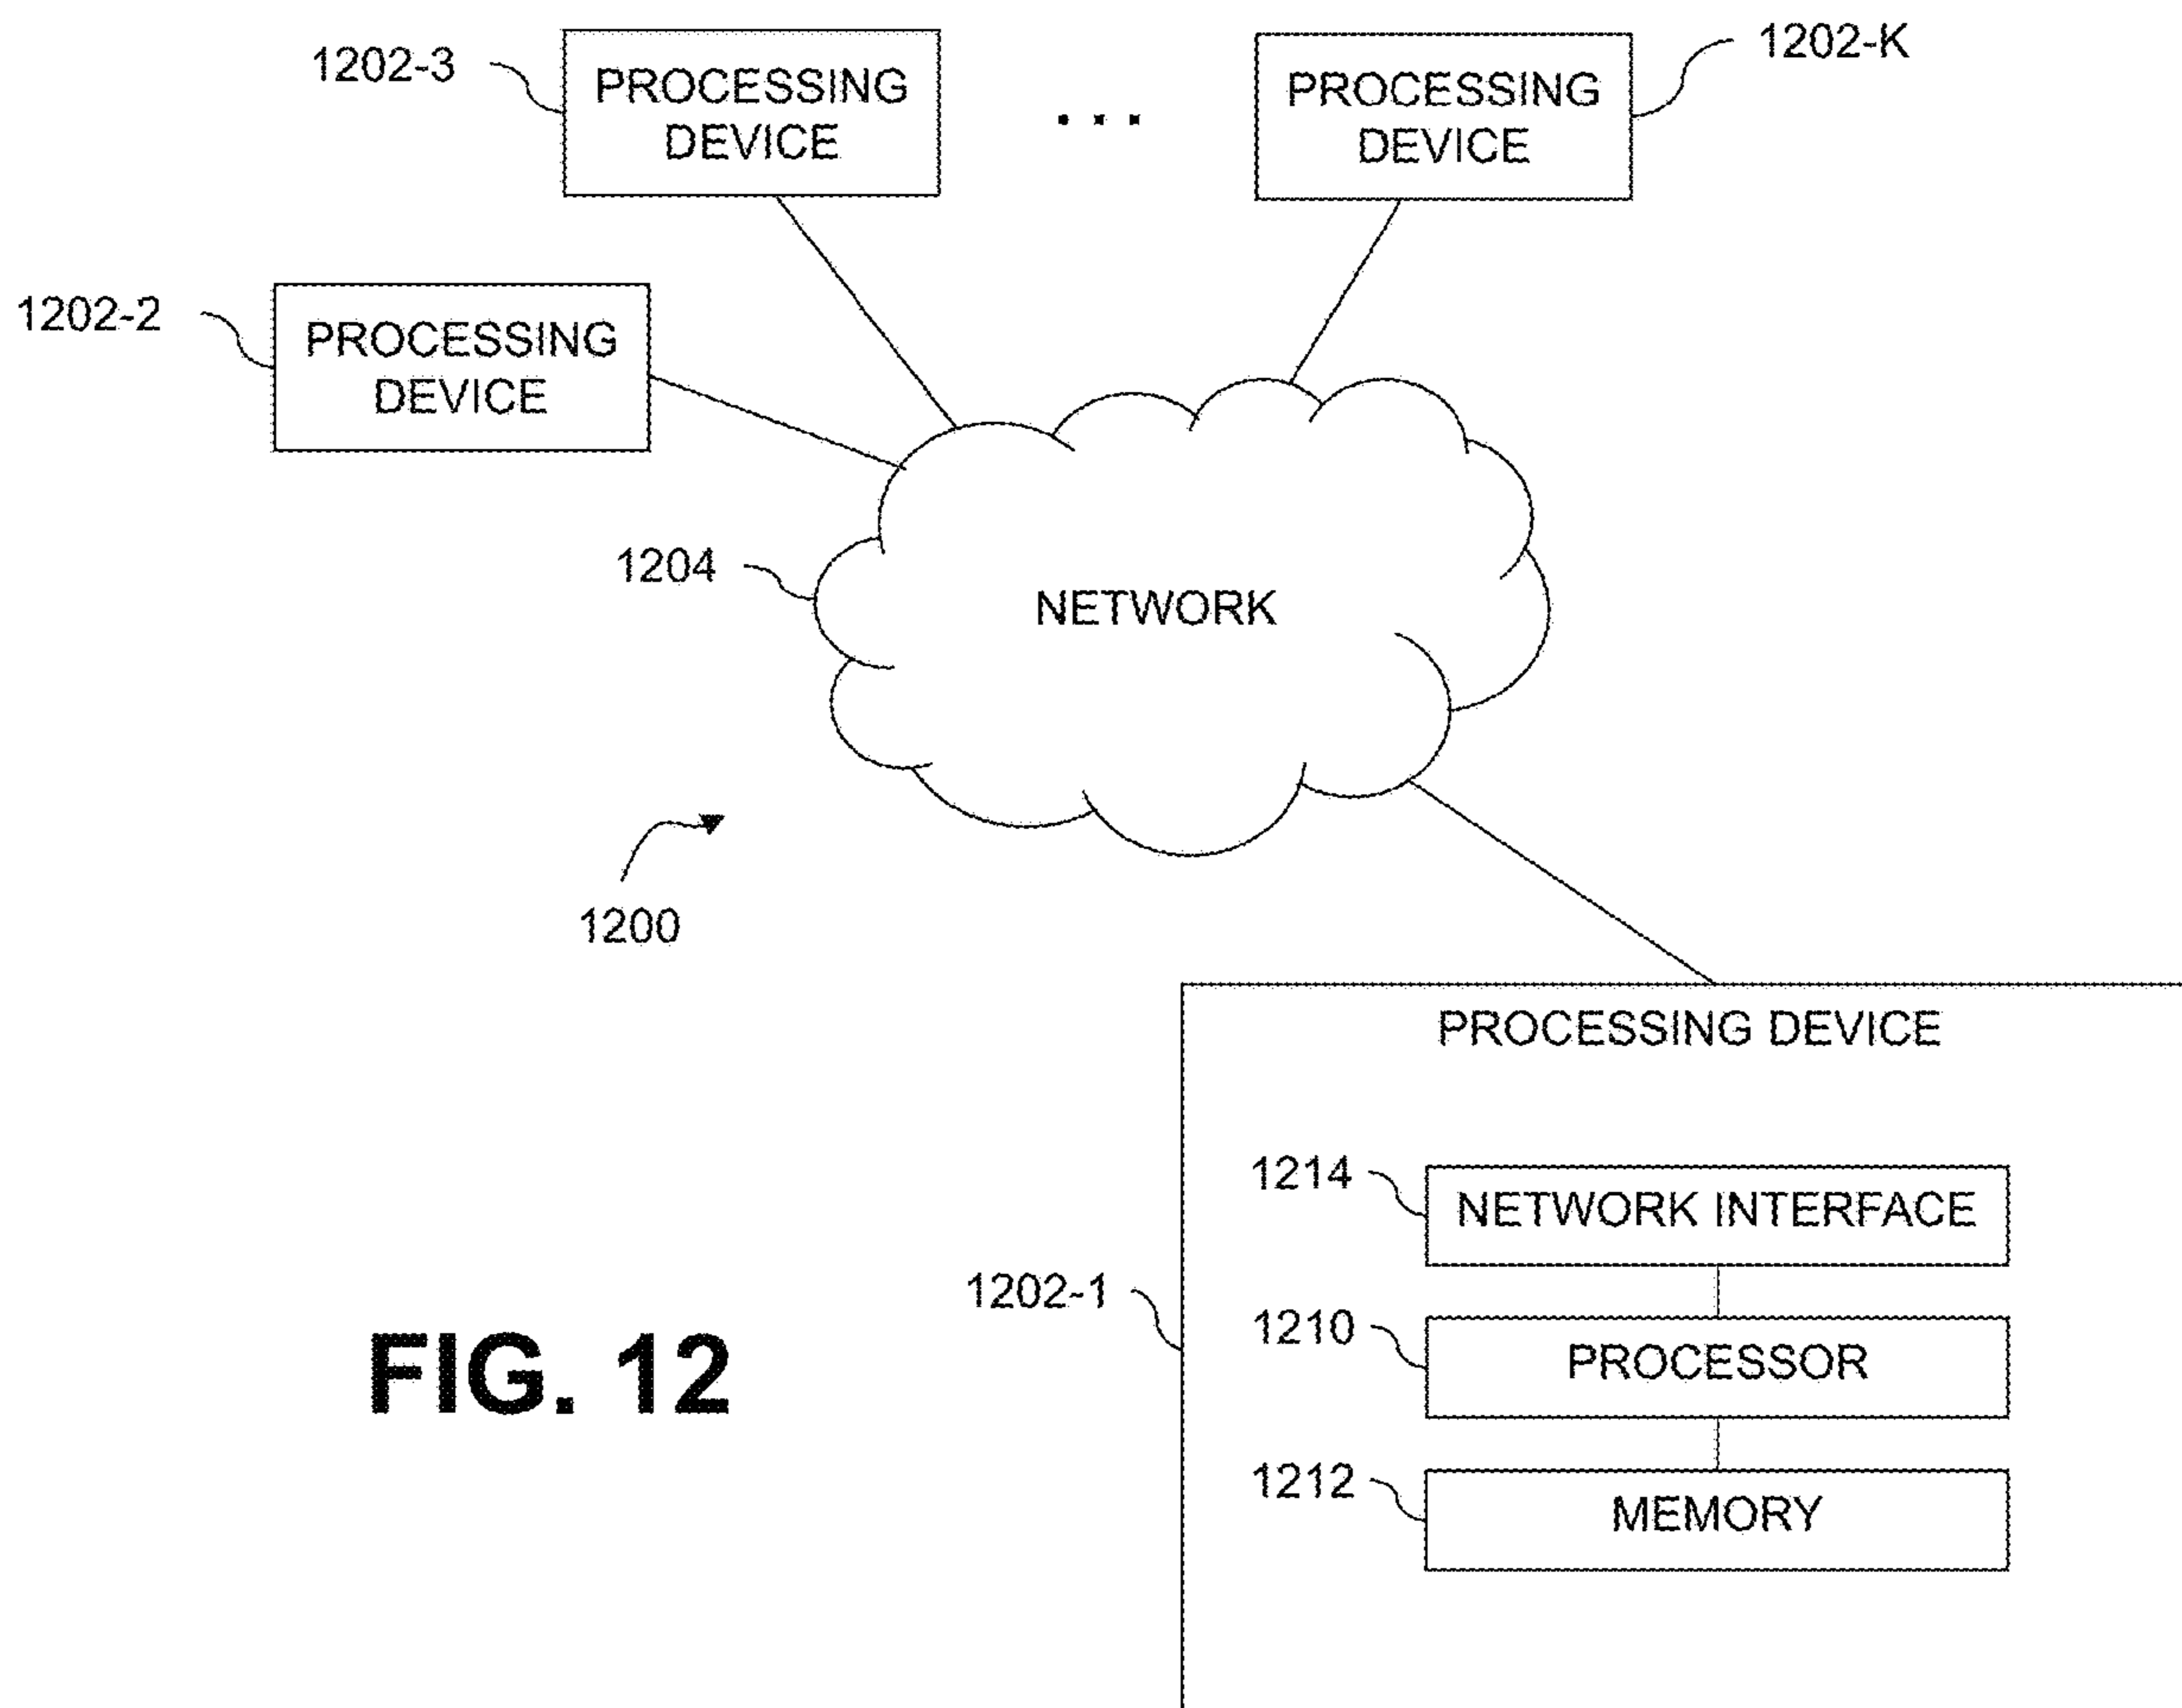 1202-3
PROCESSING
DEVICE
...
PROCESSING
DEVICE
1202-K
1202-2
PROCESSING
DEVICE
1204
NETWORK
1200
PROCESSING DEVICE
1214
NETWORK INTERFACE
1202-1
1210
PROCESSOR
1212
MEMORY
FIG. 12